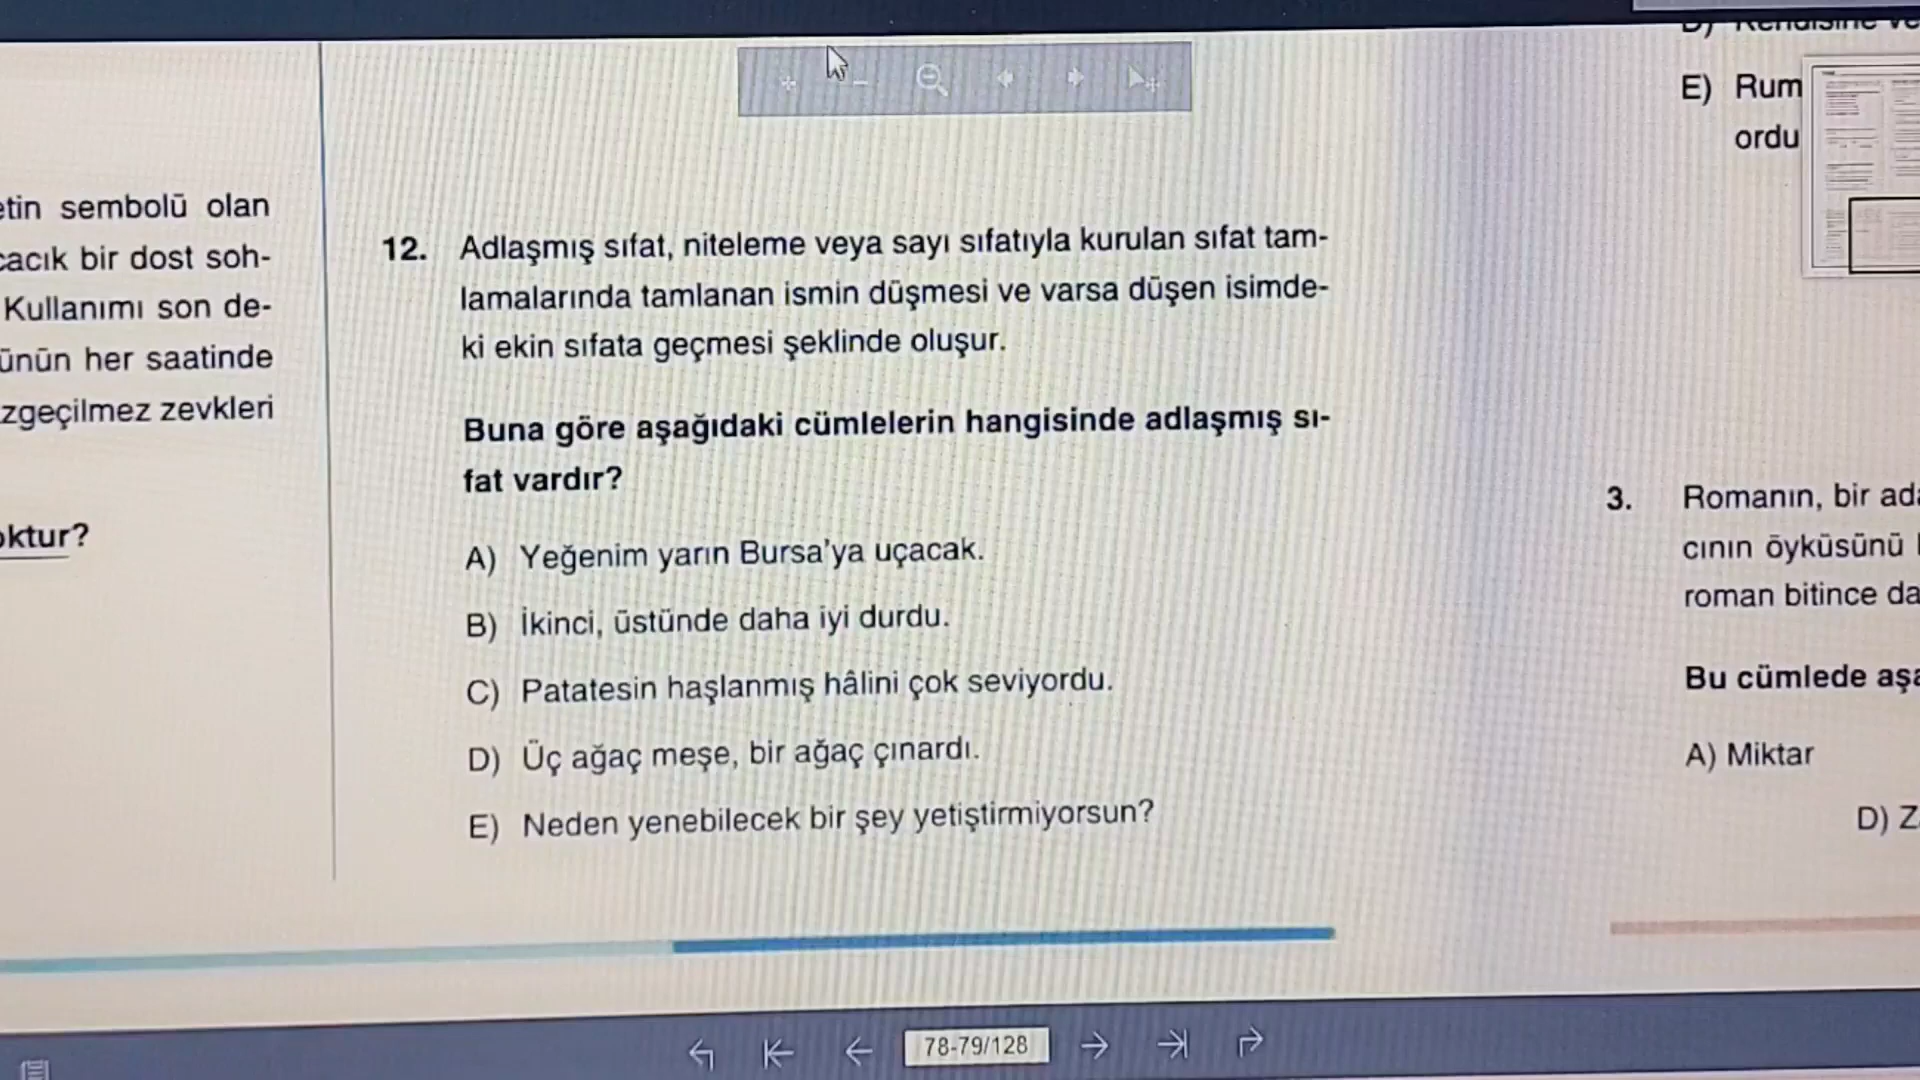 etin sembolü olan
cacık bir dost soh-
Kullanımı son de-
ünün her saatinde
zgeçilmez zevkleri
oktur?
12. Adlaşmış sıfat, niteleme veya sayı sıfatıyla kurulan sıfat tam-
lamalarında tamlanan ismin düşmesi ve varsa düşen isimde-
ki ekin sıfata geçmesi şeklinde oluşur.
Buna göre aşağıdaki cümlelerin hangisinde adlaşmış sı-
fat vardır?
A) Yeğenim yarın Bursa'ya uçacak.
B) İkinci, üstünde daha iyi durdu.
C) Patatesin haşlanmış hâlini çok seviyordu.
D) Üç ağaç meşe, bir ağaç çınardı.
E) Neden yenebilecek bir şey yetiştirmiyorsun?
D) Kendisine ve
E) Rum
ordu
3. Romanın, bir ada
cının öyküsünü
roman bitince da
Bu cümlede aşa
A) Miktar
D) Z
78-79/128